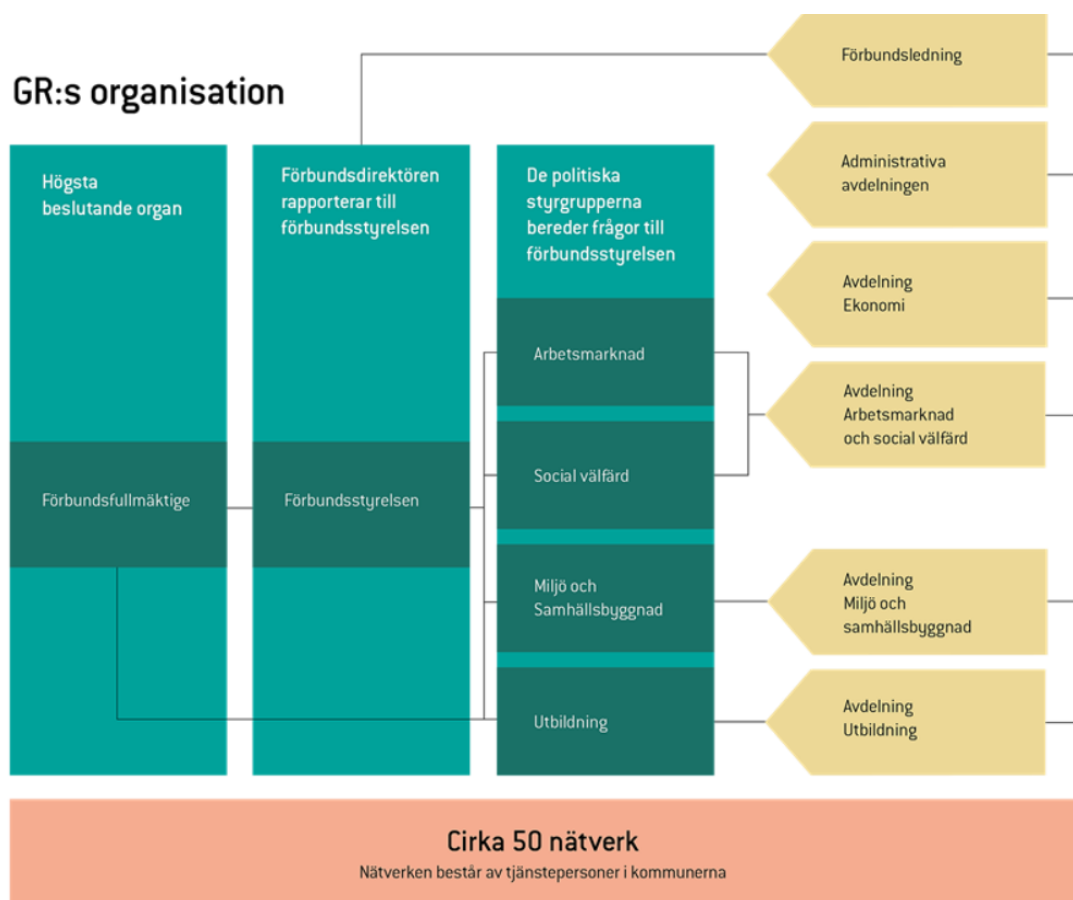 GR:s organisation
Högsta
beslutande organ
Förbundsfullmäktige
Förbundsdirektören
rapporterar till
förbundsstyrelsen
Förbundsstyrelsen
De politiska
styrgrupperna
bereder frågor till
förbundsstyrelsen
Arbetsmarknad
Social välfärd
Miljö och
Samhällsbyggnad
Utbildning
Förbundsledning
Administrativa
avdelningen
Avdelning
Ekonomi
Avdelning
Arbetsmarknad
och social välfärd
Avdelning
Miljö och
samhällsbyggnad
Avdelning
Utbildning
Cirka 50 nätverk
Nätverken består av tjänstepersoner i kommunerna